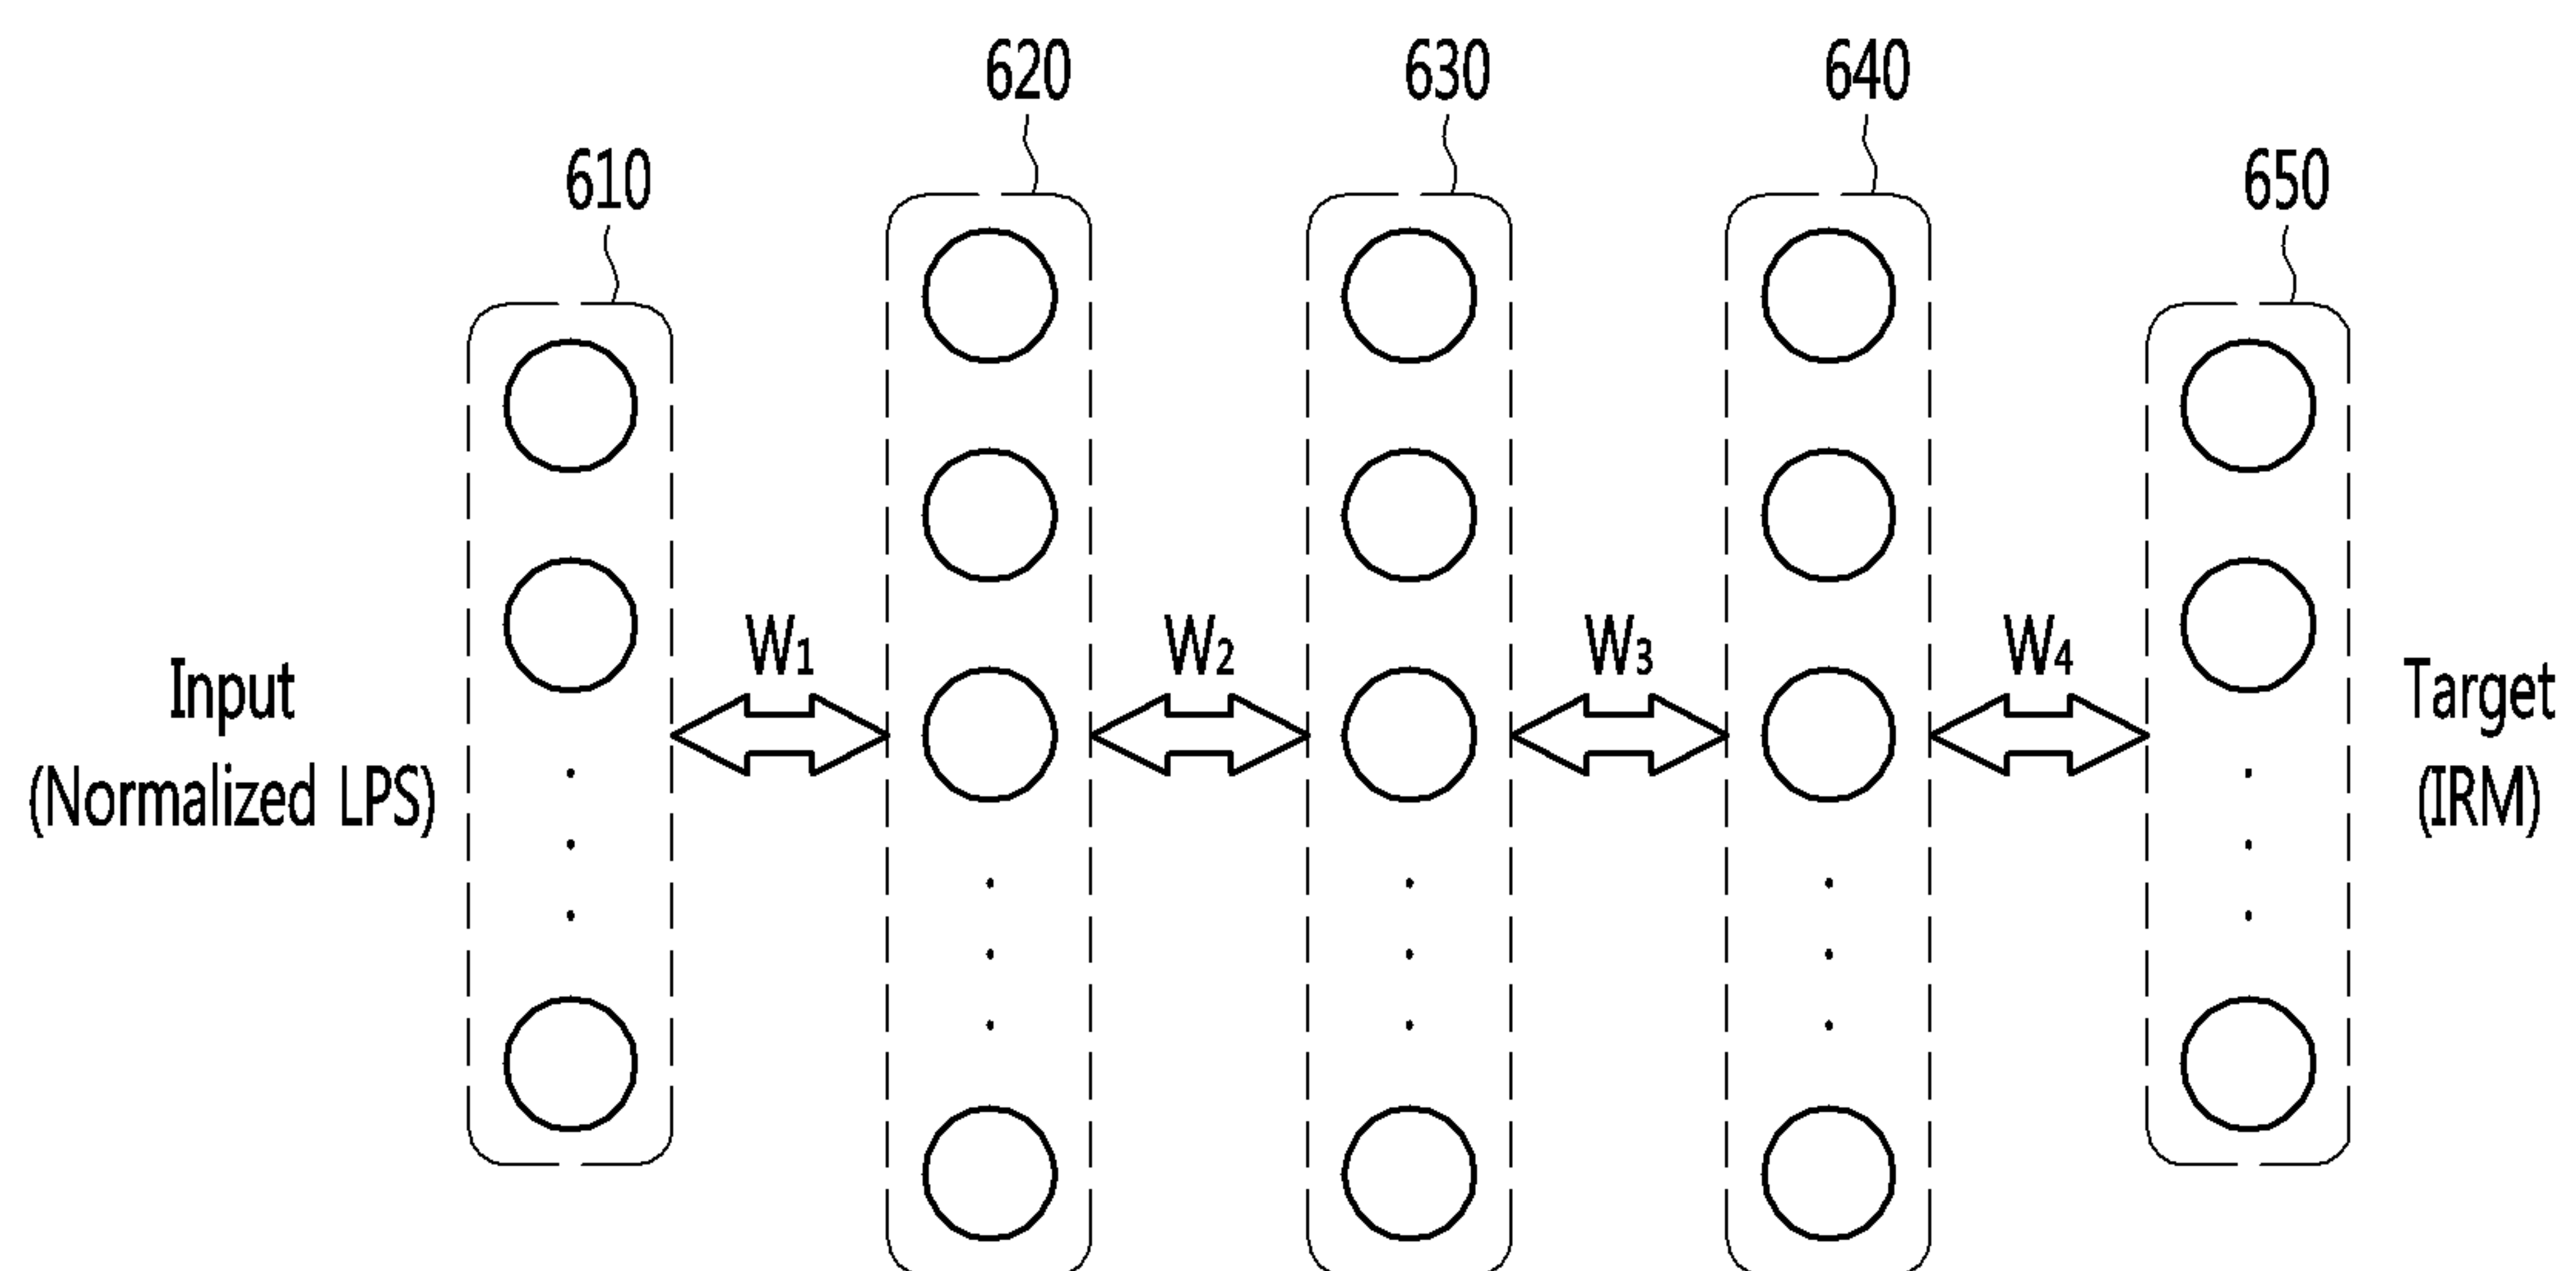 620
630
640
610
650
W1
W2
W3
W4
Input
(Normalized LPS)
Target
(IRM)